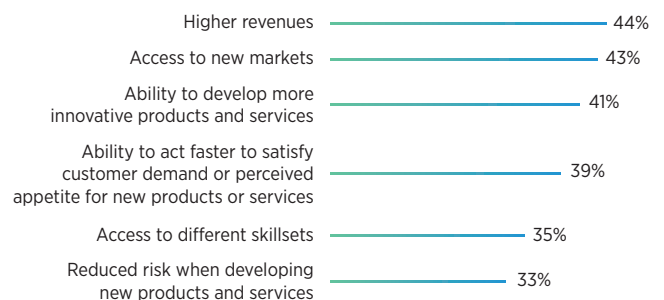 Higher revenues 44%
Access to new markets 43%
Ability to develop more
innovative products and services 41%
Ability to act faster to satisfy
customer demand or perceived 39%
appetite for new products or services
Access to different skillsets 35%
Reduced risk when developing
new products and services 33%